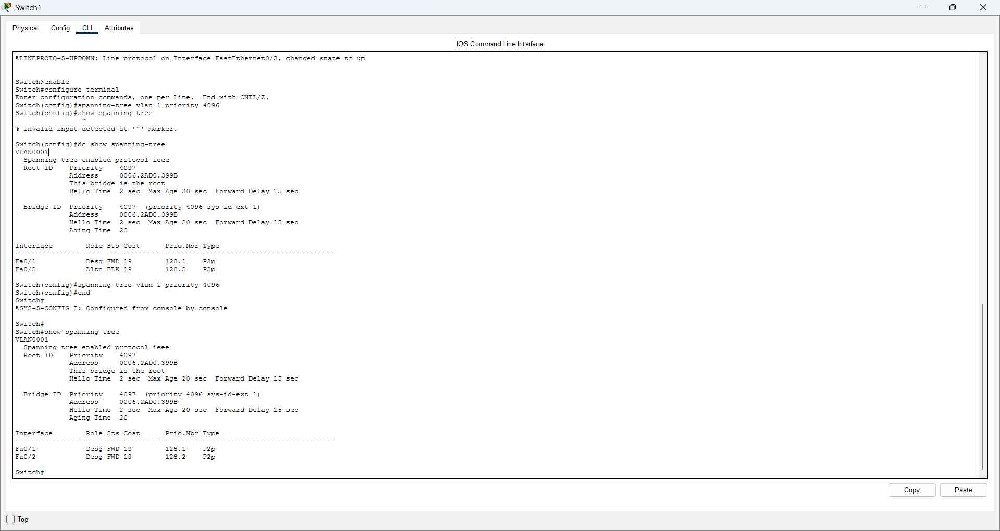 Switch1
Physical Config CLI Attributes
IOS Command Line Interface
%LINEPROTO-5-UPDOWN: Line protocol on Interface FastEthernet0/2, changed state to up
Switch>enable
Switch#configure terminal
Enter configuration commands, one per line.  End with CNTL/Z.
Switch(config)#spanning-tree vlan 1 priority 4096
Switch(config)#show spanning-tree
^
% Invalid input detected at '^' marker.
Switch(config)#do show spanning-tree
VLAN0001
Spanning tree enabled protocol ieee
Root ID    Priority    4097
Address     0006.2AD0.399B
This bridge is the root
Hello Time  2 sec  Max Age 20 sec  Forward Delay 15 sec
Bridge ID  Priority    4097  (priority 4096 sys-id-ext 1)
Address     0006.2AD0.399B
Hello Time  2 sec  Max Age 20 sec  Forward Delay 15 sec
Aging Time  20
Interface        Role Sts Cost      Prio.Nbr Type
---------------- ---- --- --------- -------- --------------------------------
Fa0/1            Desg FWD 19        128.1    P2p
Fa0/2            Altn BLK 19        128.2    P2p
Switch(config)#spanning-tree vlan 1 priority 4096
Switch(config)#end
Switch#
%SYS-5-CONFIG_I: Configured from console by console
Switch#
Switch#show spanning-tree
VLAN0001
Spanning tree enabled protocol ieee
Root ID    Priority    4097
Address     0006.2AD0.399B
This bridge is the root
Hello Time  2 sec  Max Age 20 sec  Forward Delay 15 sec
Bridge ID  Priority    4097  (priority 4096 sys-id-ext 1)
Address     0006.2AD0.399B
Hello Time  2 sec  Max Age 20 sec  Forward Delay 15 sec
Aging Time  20
Interface        Role Sts Cost      Prio.Nbr Type
---------------- ---- --- --------- -------- --------------------------------
Fa0/1            Desg FWD 19        128.1    P2p
Fa0/2            Desg FWD 19        128.2    P2p
Switch#
Copy Paste
Top